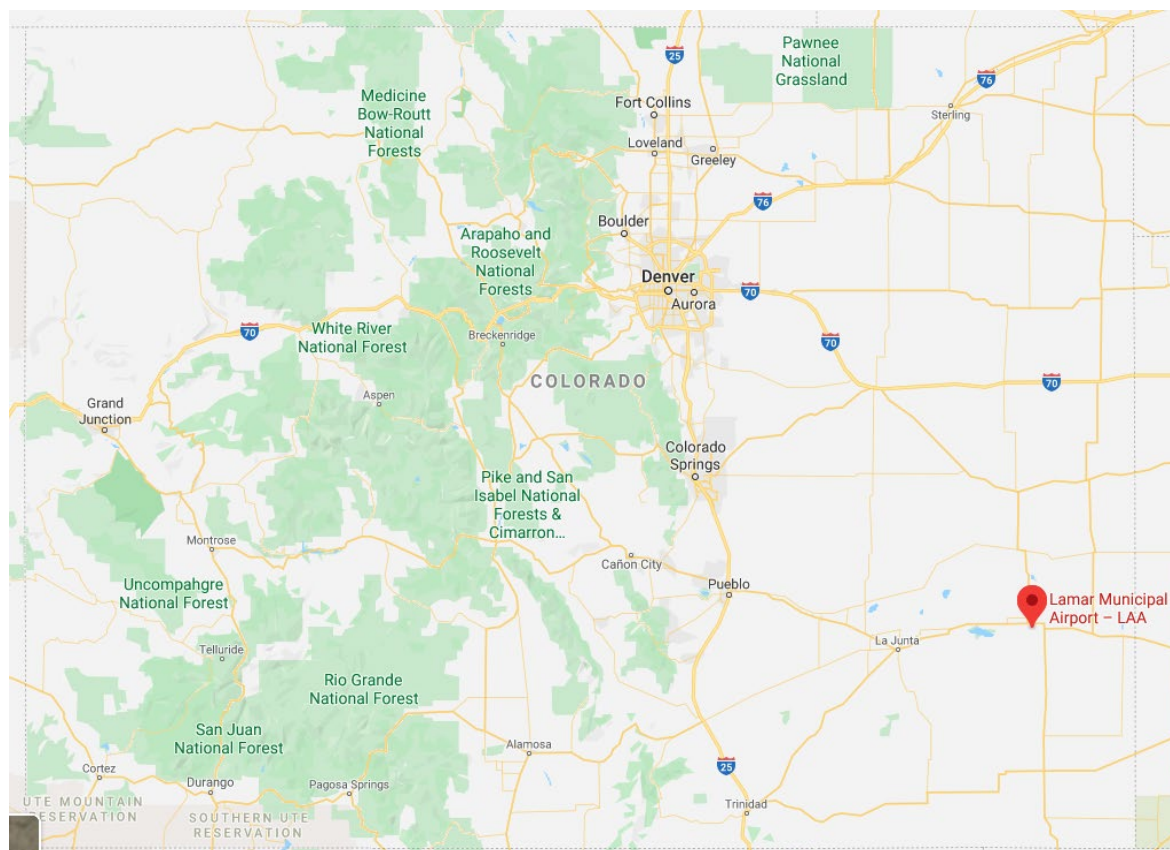 25
Pawnee
National
Grassland
76
Medicine
Bow-Routt
National
Forests
Fort Collins
Sterling
Loveland
Greeley
76
Boulder
Arapaho and
Roosevelt
National
Forests
Denver
Aurora
70
70
White River
National Forest
70
Breckenridge
COLORADO
70
Aspen
Grand
Junction
Colorado
Springs
Pike and San
Isabel National
Forests &
Cimarron...
Montrose
Cañon City
Pueblo
Uncompahgre
National Forest
Lamar Municipal
Airport – LAA
La Junta
Telluride
Rio Grande
National Forest
San Juan
National Forest
Alamosa
25
Cortez
Durango
Pagosa Springs
Trinidad
UTE MOUNTAIN
RESERVATION
SOUTHERN UTE
RESERVATION